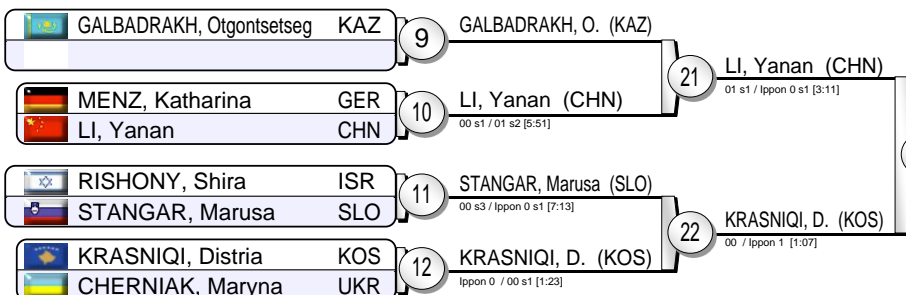 GALBADRAKH, Otgontsetseg KAZ
9
GALBADRAKH, O. (KAZ)
21
LI, Yanan (CHN)
01 s1 / Ippon 0 s1 [3:11]
MENZ, Katharina GER
LI, Yanan CHN
10
LI, Yanan (CHN)
00 s1 / 01 s2 [5:51]
RISHONY, Shira ISR
STANGAR, Marusa SLO
11
STANGAR, Marusa (SLO)
00 s3 / Ippon 0 s1 [7:13]
22
KRASNIQI, D. (KOS)
00 / Ippon 1 [1:07]
KRASNIQI, Distria KOS
CHERNIAK, Maryna UKR
12
KRASNIQI, D. (KOS)
Ippon 0 / 00 s1 [1:23]